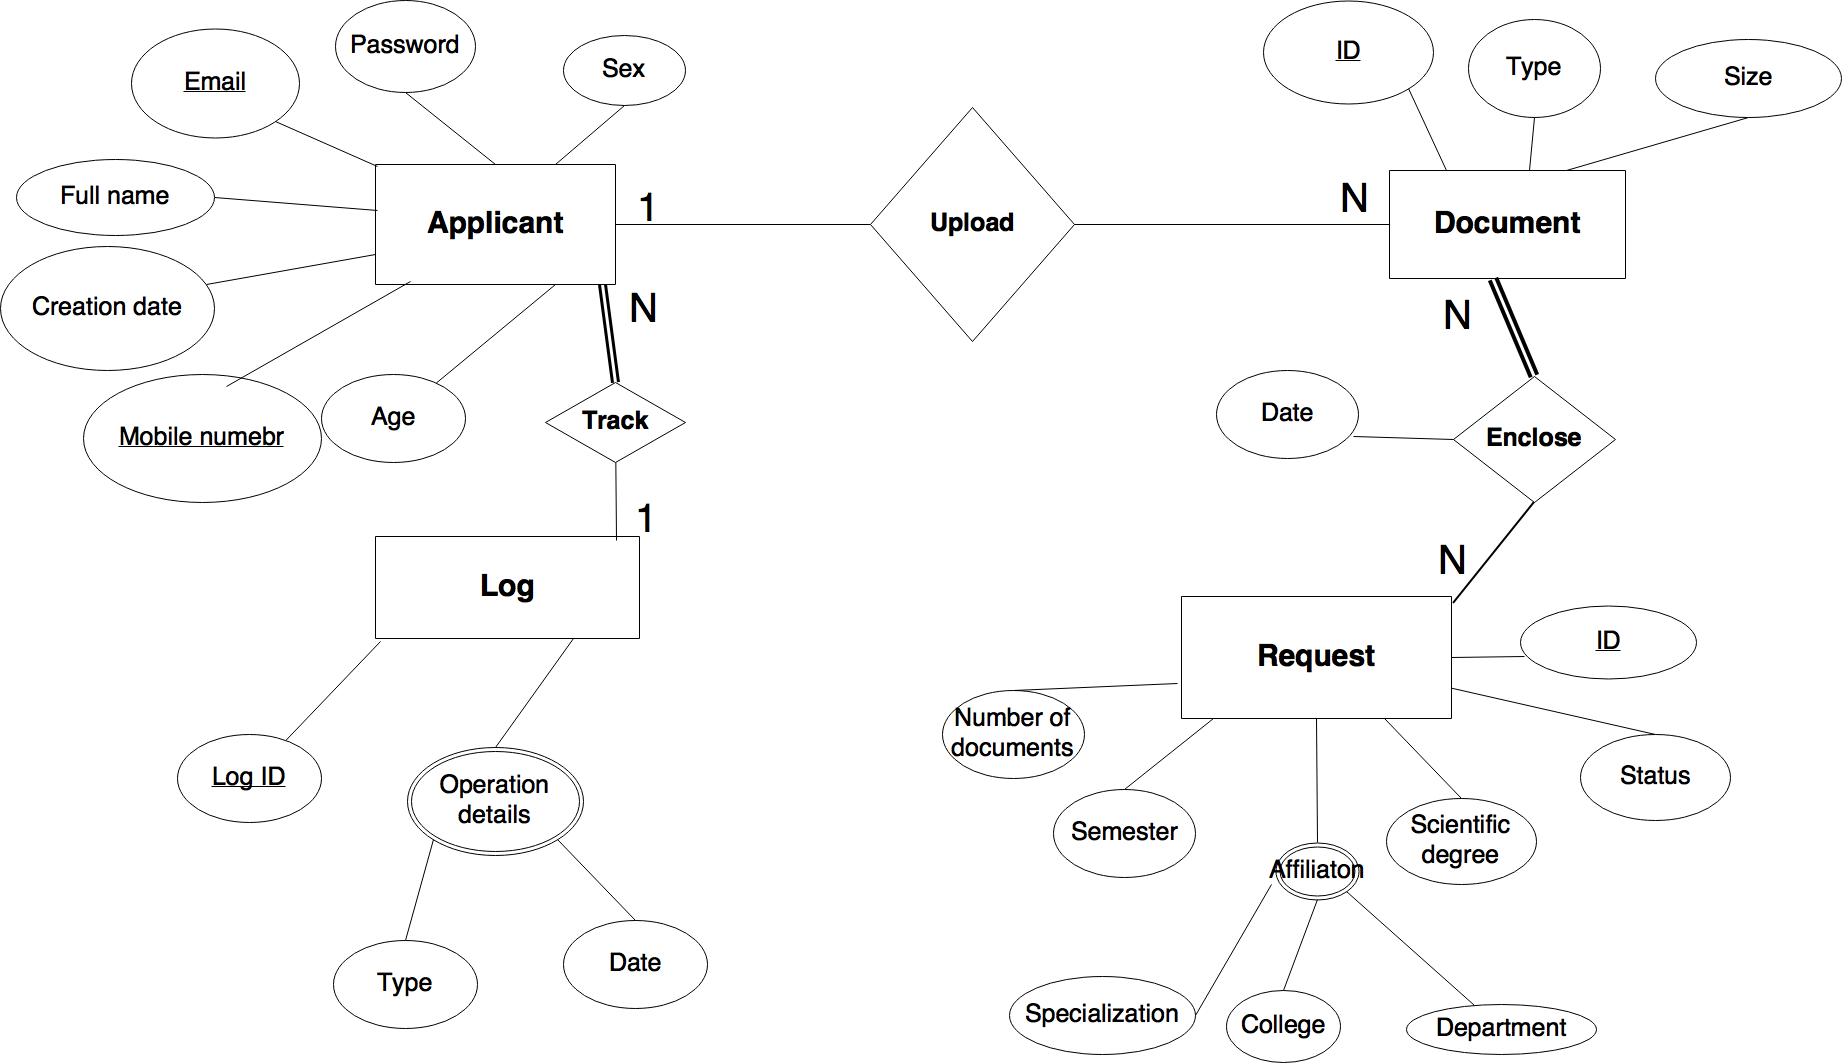 Password
Sex
Email
ID
Type
Size
Full name
Applicant
1
Upload
N
Document
Creation date
N
N
Mobile numebr
Age
Track
Date
Enclose
1
N
Log
Request
ID
Log ID
Operation
details
Number of
documents
Semester
Affiliaton
Scientific
degree
Status
Type
Date
Specialization
College
Department